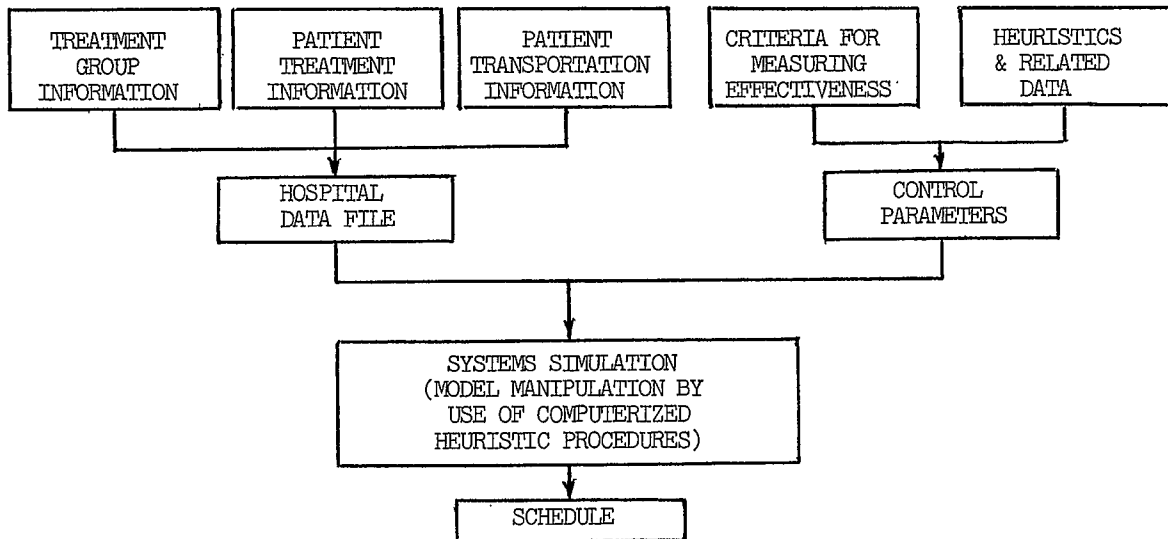 TREATMENT
GROUP
INFORMATION
PATIENT
TREATMENT
INFORMATION
PATIENT
TRANSPORTATION
INFORMATION
CRITERIA FOR
MEASURING
EFFECTIVENESS
HEURISTICS
& RELATED
DATA
HOSPITAL
DATA FILE
CONTROL
PARAMETERS
SYSTEMS SIMULATION
(MODEL MANIPULATION BY
USE OF COMPUTERIZED
HEURISTIC PROCEDURES)
SCHEDULE